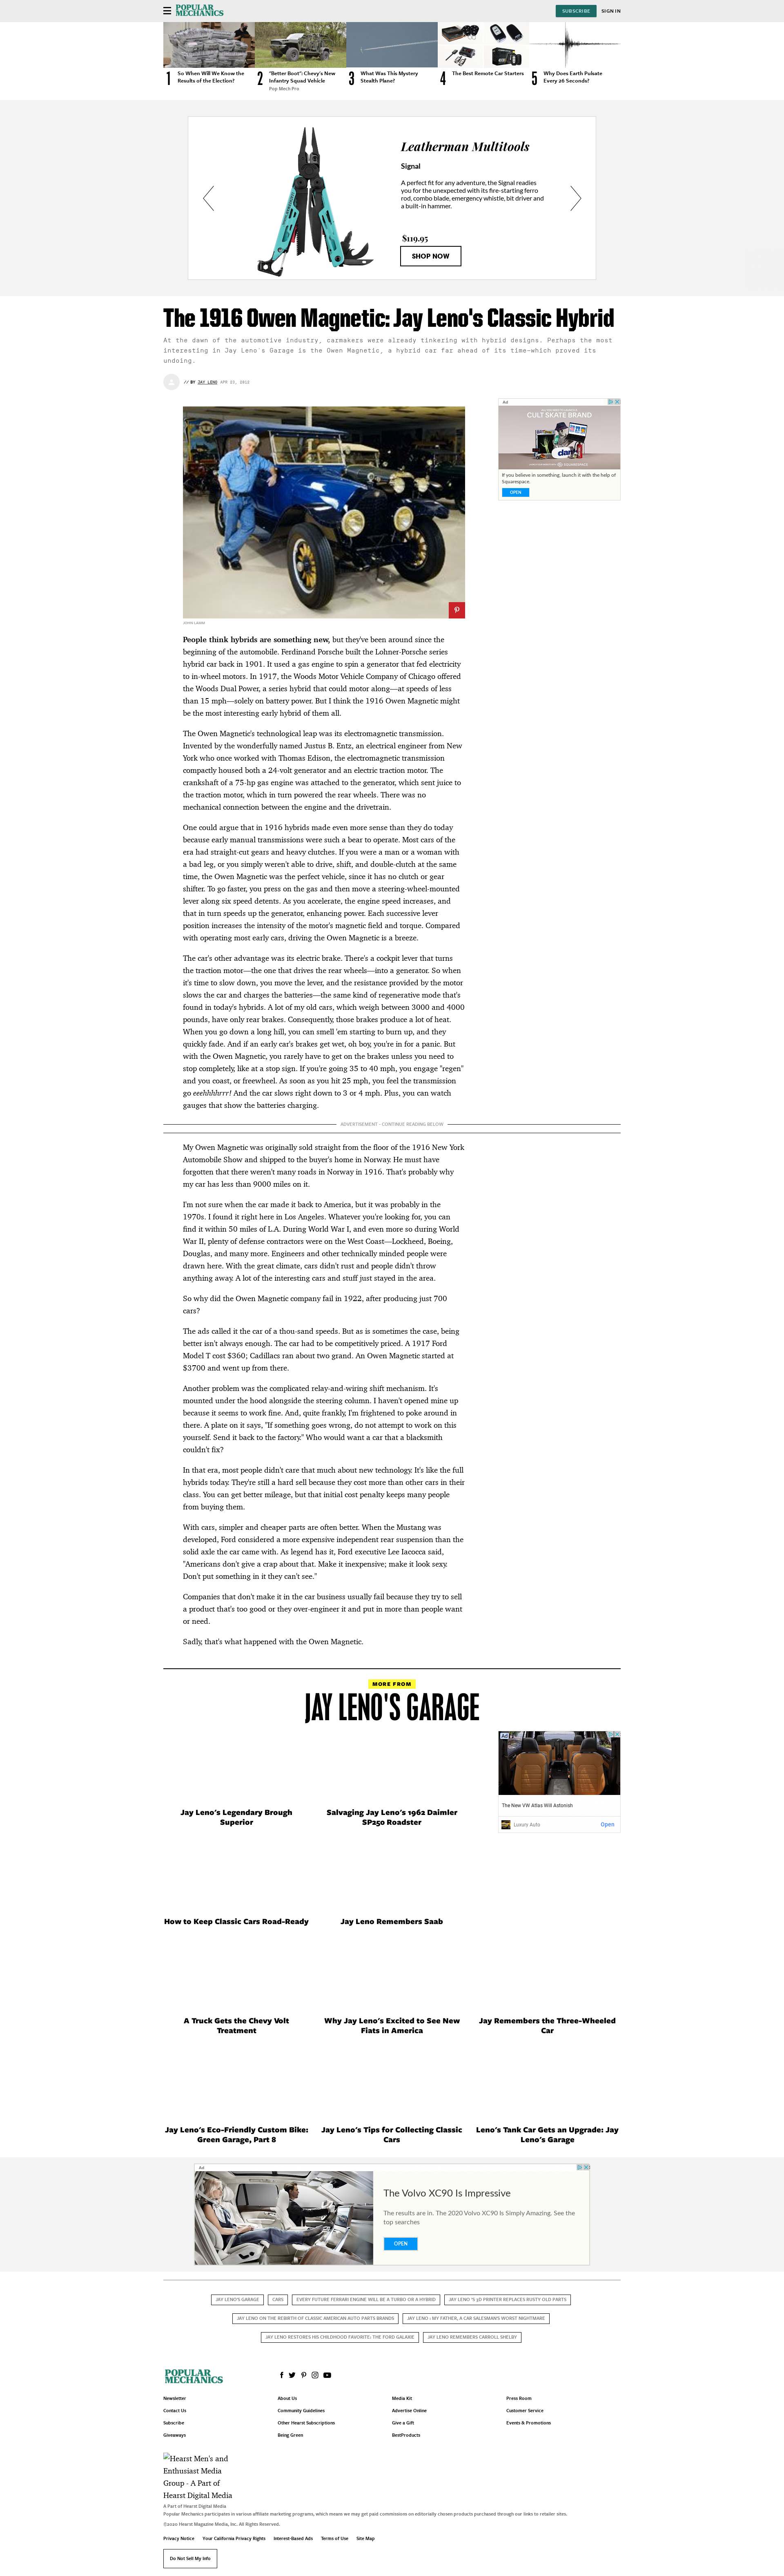 POPULAR
MECHANICS
SUBSCRIBE
SIGN IN
1
So When Will We Know the
Results of the Election?
2
"Better Boot": Chevy's New
Infantry Squad Vehicle
Pop Mech Pro
3
What Was This Mystery
Stealth Plane?
4
The Best Remote Car Starters
5
Why Does Earth Pulsate
Every 26 Seconds?
Leatherman Multitools
Signal
A perfect fit for any adventure, the Signal readies
you for the unexpected with its fire-starting ferro
rod, combo blade, emergency whistle, bit driver and
a built-in hammer.
$119.95
SHOP NOW
The 1916 Owen Magnetic: Jay Leno's Classic Hybrid
At the dawn of the automotive industry, carmakers were already tinkering with hybrid designs. Perhaps the most
interesting in Jay Leno's Garage is the Owen Magnetic, a hybrid car far ahead of its time—which proved its
undoing.
// BY JAY LENO APR 23, 2012
Ad
CULT SKATE BRAND
dam
SQUARESPACE
If you believe in something, launch it with the help of
Squarespace
OPEN
People think hybrids are something new, but they've been around since the
beginning of the automobile. Ferdinand Porsche built the Lohner-Porsche series
hybrid car back in 1901. It used a gas engine to spin a generator that fed electricity
to in-wheel motors. In 1917, the Woods Motor Vehicle Company of Chicago offered
the Woods Dual Power, a series hybrid that could motor along—at speeds of less
than 15 mph—solely on battery power. But I think the 1916 Owen Magnetic might
be the most interesting early hybrid of them all.
The Owen Magnetic's technological leap was its electromagnetic transmission.
Invented by the wonderfully named Justus B. Entz, an electrical engineer from New
York who once worked with Thomas Edison, the electromagnetic transmission
compactly housed both a 24-volt generator and an electric traction motor. The
crankshaft of a 75-hp gas engine was attached to the generator, which sent juice to
the traction motor, which in turn powered the rear wheels. There was no
mechanical connection between the engine and the drivetrain.
One could argue that in 1916 hybrids made even more sense than they do today
because early manual transmissions were such a bear to operate. Most cars of the
era had straight-cut gears and heavy clutches. If you were a man or a woman with
a bad leg, or you simply weren't able to drive, shift, and double-clutch at the same
time, the Owen Magnetic was the perfect vehicle, since it has no clutch or gear
shifter. To go faster, you press on the gas and then move a steering-wheel-mounted
lever along six speed detents. As you accelerate, the engine speed increases, and
that in turn speeds up the generator, enhancing power. Each successive lever
position increases the intensity of the motor's magnetic field and torque. Compared
with operating most early cars, driving the Owen Magnetic is a breeze.
The car's other advantage was its electric brake. There's a cockpit lever that turns
the traction motor—the one that drives the rear wheels—into a generator. So when
it's time to slow down, you move the lever, and the resistance provided by the motor
slows the car and charges the batteries—the same kind of regenerative mode that's
found in today's hybrids. A lot of my old cars, which weigh between 3000 and 4000
pounds, have only rear brakes. Consequently, those brakes produce a lot of heat.
When you go down a long hill, you can smell 'em starting to burn up, and they
quickly fade. And if an early car's brakes get wet, oh boy, you're in for a panic. But
with the Owen Magnetic, you rarely have to get on the brakes unless you need to
stop completely, like at a stop sign. If you're going 35 to 40 mph, you engage "regen"
and you coast, or freewheel. As soon as you hit 25 mph, you feel the transmission
go eeehhhhrrr! And the car slows right down to 3 or 4 mph. Plus, you can watch
gauges that show the batteries charging.
ADVERTISEMENT - CONTINUE READING BELOW
My Owen Magnetic was originally sold straight from the floor of the 1916 New York
Automobile Show and shipped to the buyer's home in Norway. He must have
forgotten that there weren't many roads in Norway in 1916. That's probably why
my car has less than 9000 miles on it.
I'm not sure when the car made it back to America, but it was probably in the
1970s. I found it right here in Los Angeles. Whatever you're looking for, you can
find it within 50 miles of L.A. During World War I, and even more so during World
War II, plenty of defense contractors were on the West Coast—Lockheed, Boeing,
Douglas, and many more. Engineers and other technically minded people were
drawn here. With the great climate, cars didn't rust and people didn't throw
anything away. A lot of the interesting cars and stuff just stayed in the area.
So why did the Owen Magnetic company fail in 1922, after producing just 700
cars?
The ads called it the car of a thou-sand speeds. But as is sometimes the case, being
better isn't always enough. The car had to be competitively priced. A 1917 Ford
Model T cost $360; Cadillacs ran about two grand. An Owen Magnetic started at
$3700 and went up from there.
Another problem was the complicated relay-and-wiring shift mechanism. It's
mounted under the hood alongside the steering column. I haven't opened mine up
because it seems to work fine. And, quite frankly, I'm frightened to poke around in
there. A plate on it says, "If something goes wrong, do not attempt to work on this
yourself. Send it back to the factory." Who would want a car that a blacksmith
couldn't fix?
In that era, most people didn't care that much about new technology. It's like the full
hybrids today. They're still a hard sell because they cost more than other cars in their
class. You can get better mileage, but that initial cost penalty keeps many people
from buying them.
With cars, simpler and cheaper parts are often better. When the Mustang was
developed, Ford considered a more expensive independent rear suspension than the
solid axle the car came with. As legend has it, Ford executive Lee Iacocca said,
"Americans don't give a crap about that. Make it inexpensive; make it look sexy.
Don't put something in it they can't see."
Companies that don't make it in the car business usually fail because they try to sell
a product that's too good or they over-engineer it and put in more than people want
or need.
Sadly, that's what happened with the Owen Magnetic.
MORE FROM
JAY LENO'S GARAGE
Jay Leno's Legendary Brough
Superior
Salvaging Jay Leno's 1962 Daimler
SP250 Roadster
Ad
The New VW Atlas Will Astonish
Luxury Auto
Open
How to Keep Classic Cars Road-Ready
Jay Leno Remembers Saab
A Truck Gets the Chevy Volt
Treatment
Why Jay Leno's Excited to See New
Fiats in America
Jay Remembers the Three-Wheeled
Car
Jay Leno's Eco-Friendly Custom Bike:
Green Garage, Part 8
Jay Leno's Tips for Collecting Classic
Cars
Leno's Tank Car Gets an Upgrade: Jay
Leno's Garage
Ad
The Volvo XC90 Is Impressive
The results are in. The 2020 Volvo XC90 Is Simply Amazing. See the
top searches
OPEN
JAY LENO'S GARAGE
CARS
EVERY FUTURE FERRARI ENGINE WILL BE A TURBO OR A HYBRID
JAY LENO 'S 3D PRINTER REPLACES RUSTY OLD PARTS
JAY LENO ON THE REBIRTH OF CLASSIC AMERICAN AUTO PARTS BRANDS
JAY LENO : MY FATHER, A CAR SALESMAN'S WORST NIGHTMARE
JAY LENO RESTORES HIS CHILDHOOD FAVORITE: THE FORD GALAXIE
JAY LENO REMEMBERS CARROLL SHELBY
POPULAR
MECHANICS
Newsletter
About Us
Media Kit
Press Room
Contact Us
Community Guidelines
Advertise Online
Customer Service
Subscribe
Other Hearst Subscriptions
Give a Gift
Events & Promotions
Giveaways
Being Green
BestProducts
Hearst Men's and
Enthusiast Media
Group - A Part of
Hearst Digital Media
A Part of Hearst Digital Media
Popular Mechanics participates in various affiliate marketing programs, which means we may get paid commissions on editorially chosen products purchased through our links to retailer sites.
©2020 Hearst Magazine Media, Inc. All Rights Reserved.
Privacy Notice
Your California Privacy Rights
Interest-Based Ads
Terms of Use
Site Map
Do Not Sell My Info